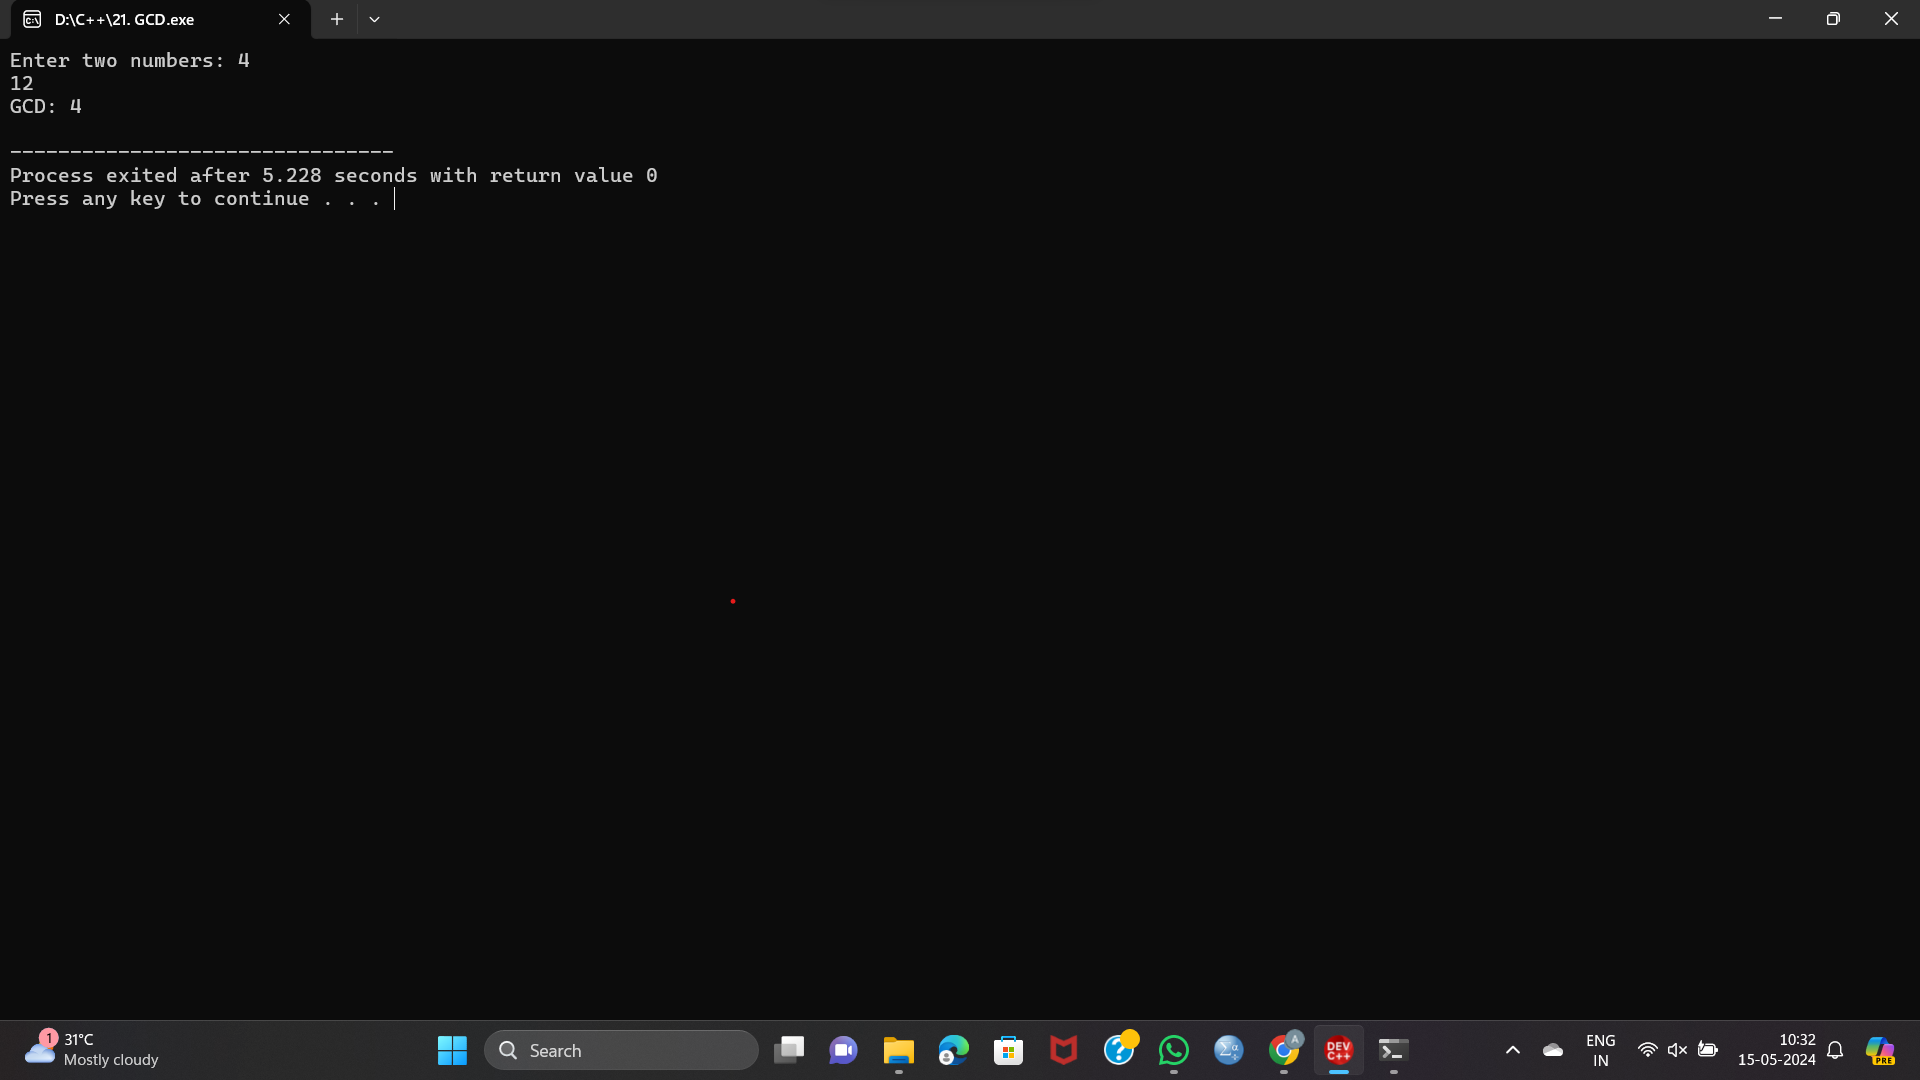 D:\C++\21. GCD.exe
Enter two numbers: 4
12
GCD: 4
--------------------------------
Process exited after 5.228 seconds with return value 0
Press any key to continue . . .
1
31°C
Mostly cloudy
Search
A
DEV
C++
ENG
IN
10:32
15-05-2024
PRE